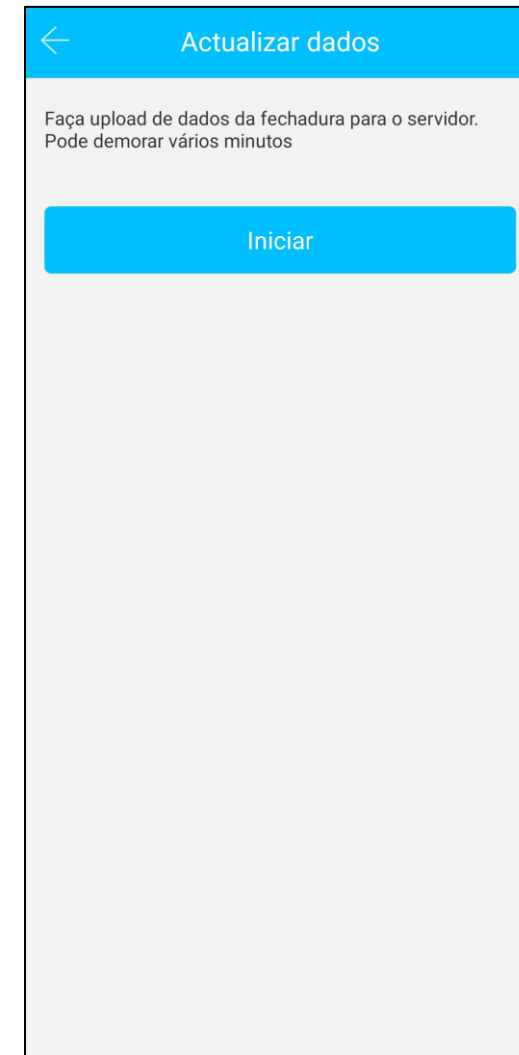 Actualizar dados
Faça upload de dados da fechadura para o servidor.
Pode demorar vários minutos
Iniciar